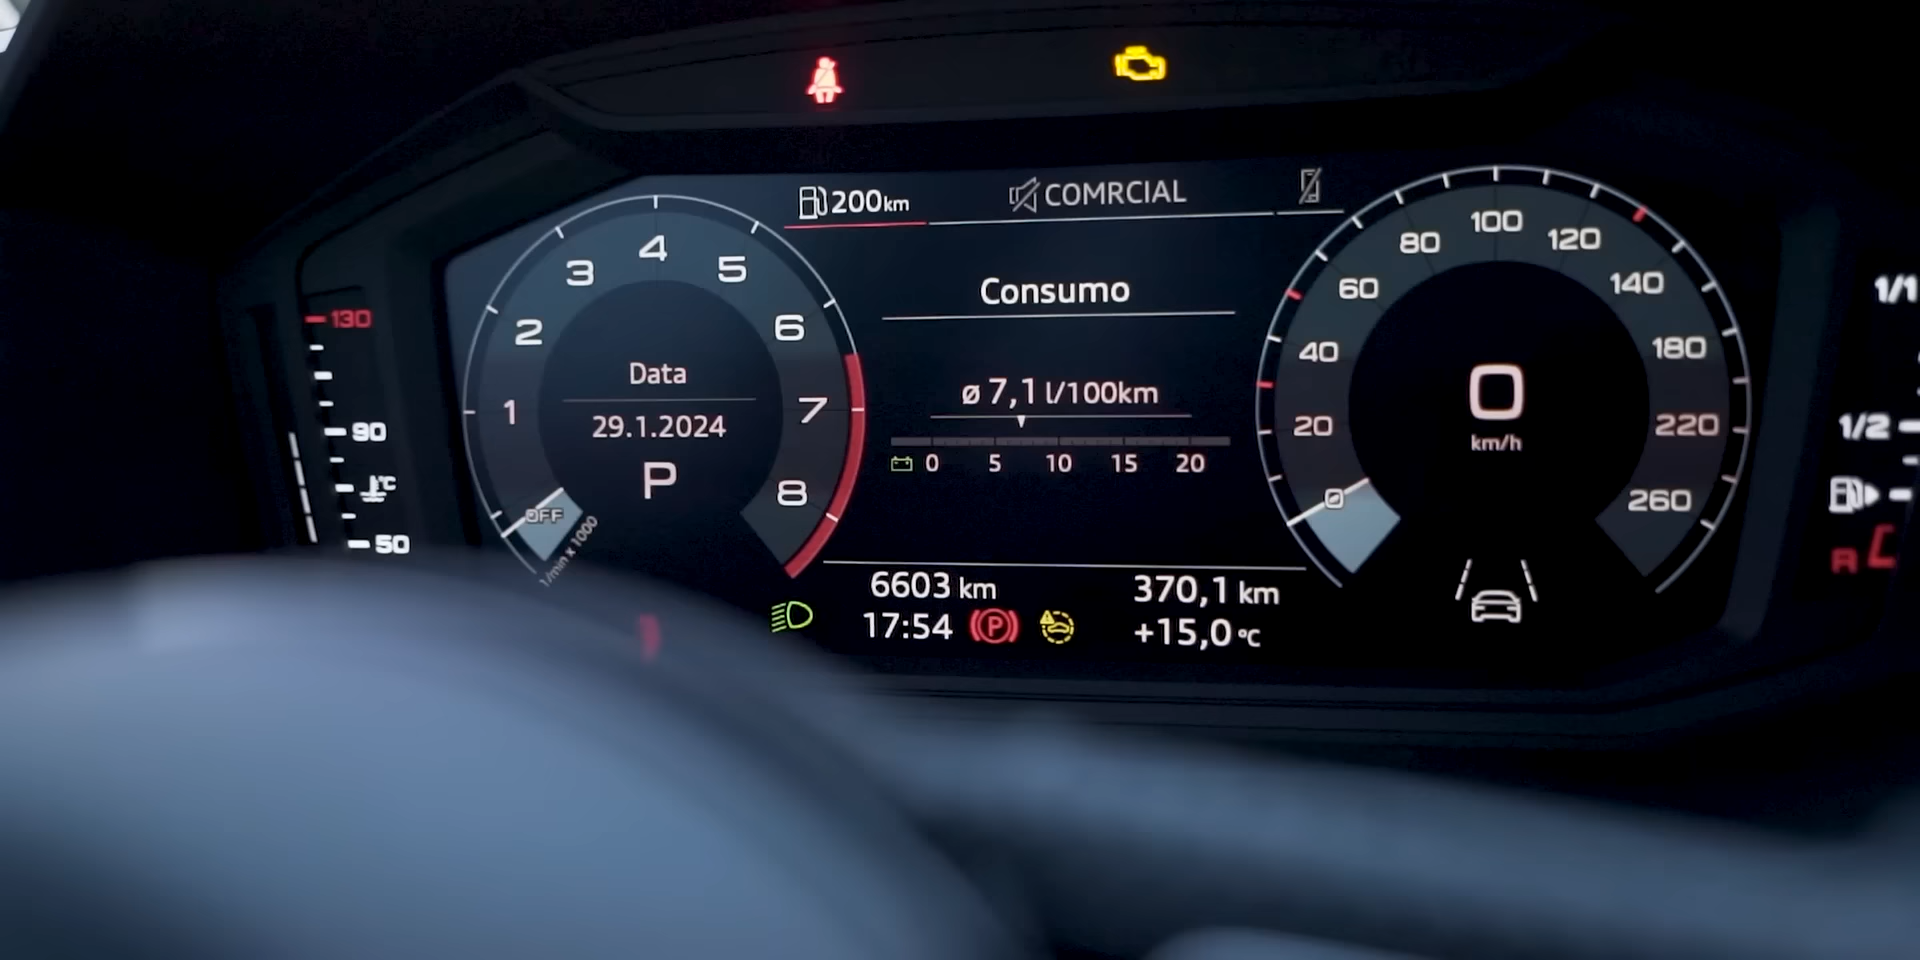 200km
COMRCIAL
130
90
°C
50
1
2
3
4
5
6
7
8
OFF
1/min x 1000
Data
29.1.2024
P
Consumo
ø 7,1 l/100km
0 5 10 15 20
0
20
40
60
80
100
120
140
180
220
260
0
km/h
6603 km
370,1 km
17:54
P
+15,0 °C
1/1
1/2
R